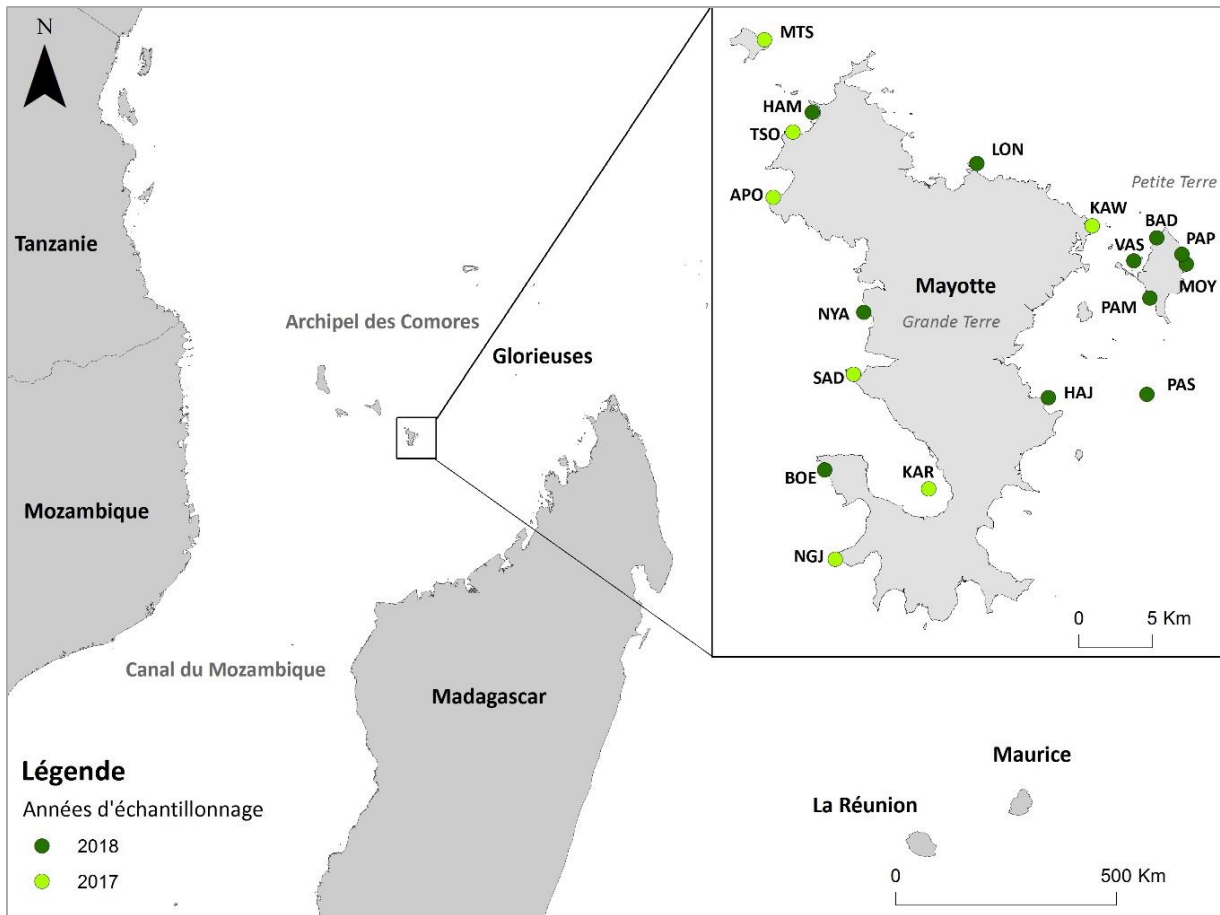 N
Tanzanie
Archipel des Comores
Glorieuses
Mozambique
Canal du Mozambique
Madagascar
Maurice
La Réunion
0 500 Km
Légende
Années d'échantillonnage
2018
2017
MTS
HAM
TSO
LON
APO
Petite Terre
KAW
BAD
VAS
PAP
MOY
Mayotte
PAM
NYA
Grande Terre
SAD
HAJ
PAS
BOE
KAR
NGJ
0 5 Km